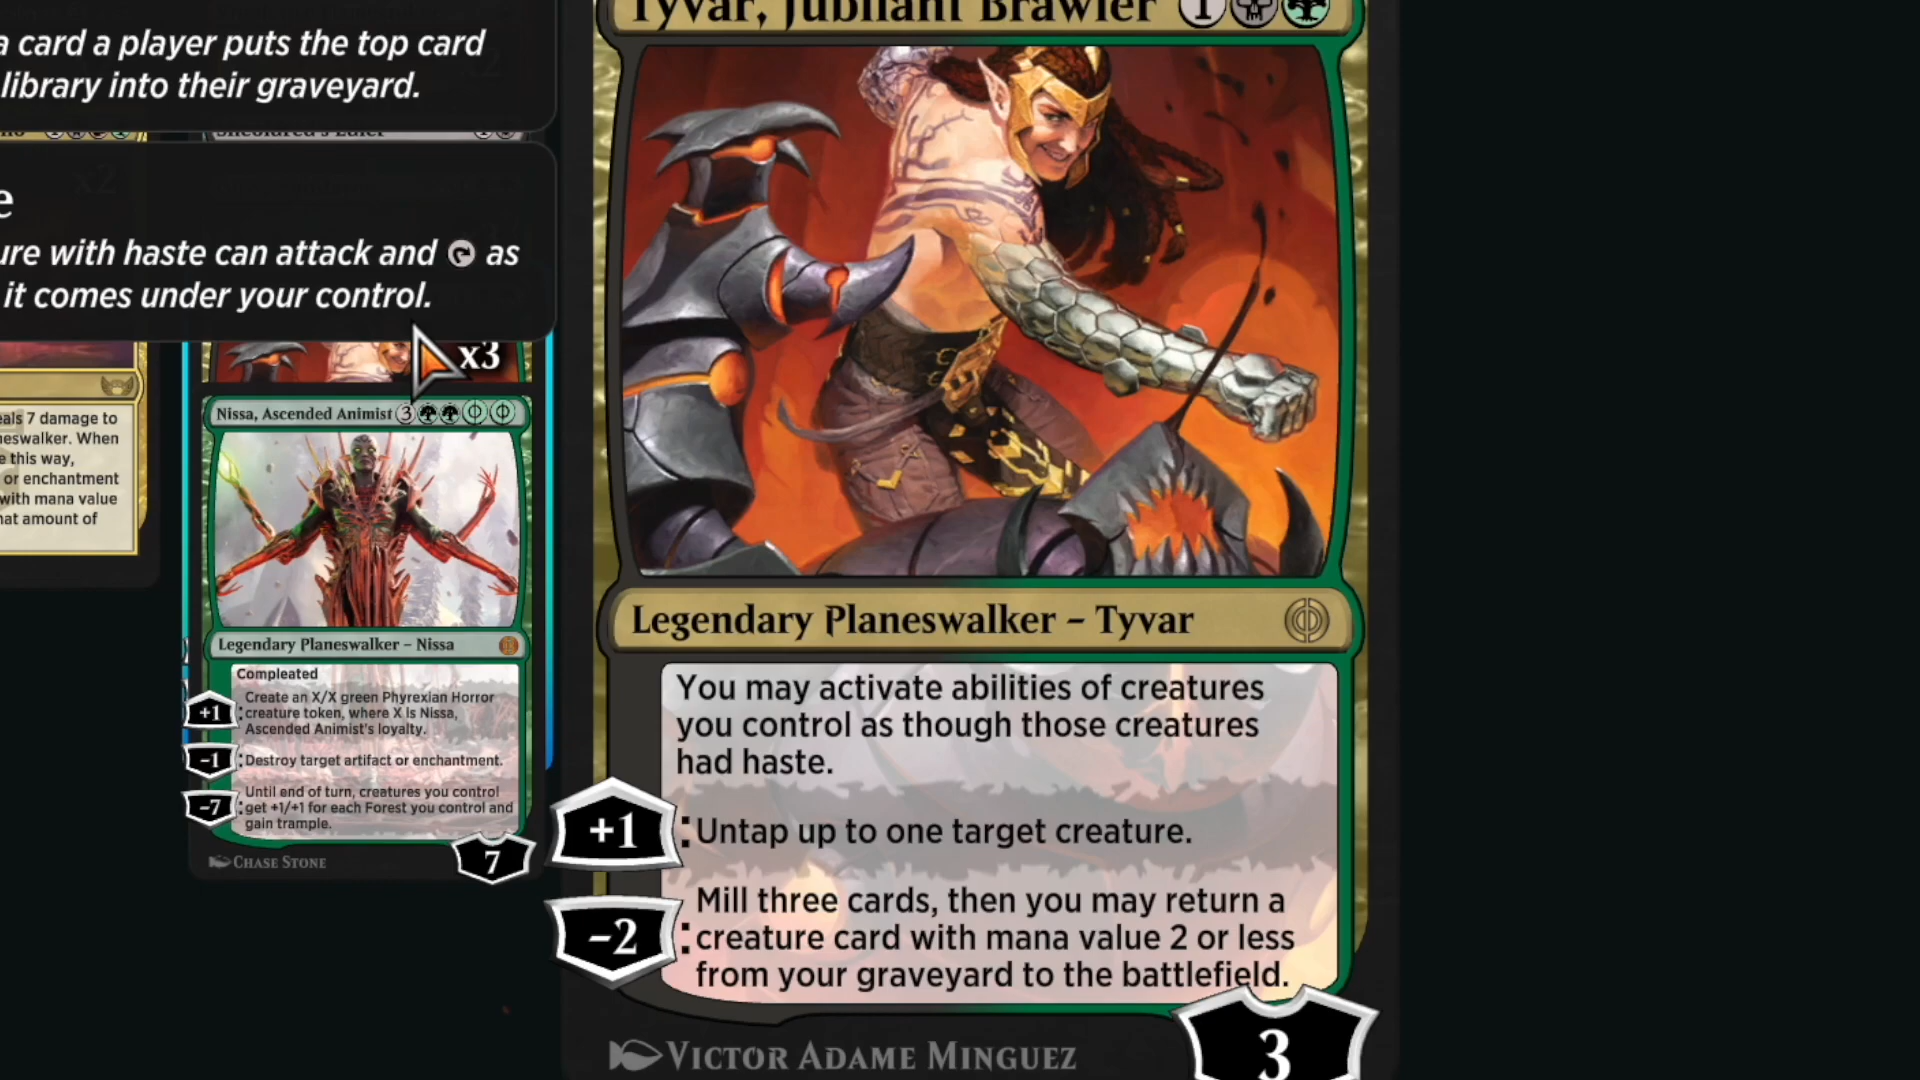 a card a player puts the top card
library into their graveyard.
x2
e
ure with haste can attack and as
it comes under your control.
x3
eals 7 damage to
neswalker. When
e this way,
or enchantment
with mana value
hat amount of
Nissa, Ascended Animist 3
Legendary Planeswalker – Nissa
Compleated
+1 : Create an X/X green Phyrexian Horror
creature token, where X is Nissa,
Ascended Animist's loyalty.
−1 : Destroy target artifact or enchantment.
−7 : Until end of turn, creatures you control
get +1/+1 for each Forest you control and
gain trample.
Chase Stone
7
Tyvar, Jubilant Brawler 1
Legendary Planeswalker – Tyvar
You may activate abilities of creatures
you control as though those creatures
had haste.
+1 : Untap up to one target creature.
−2 : Mill three cards, then you may return a
creature card with mana value 2 or less
from your graveyard to the battlefield.
Victor Adame Minguez
3